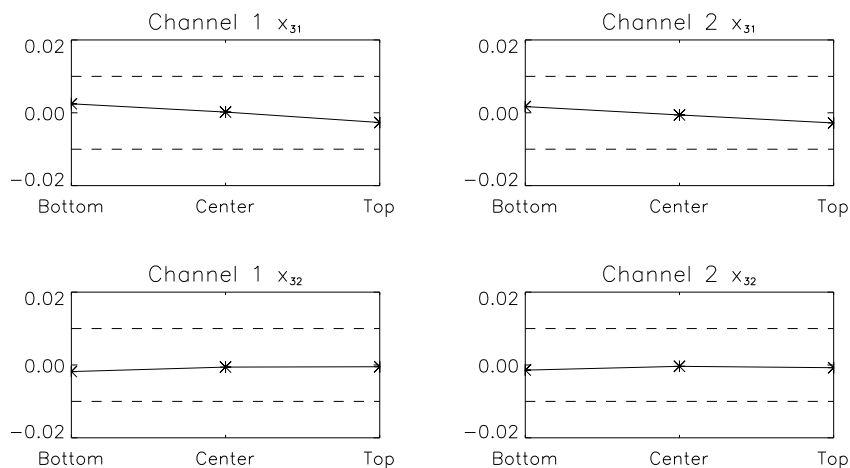 Channel 1 x₃₁
0.02
0.00
−0.02
Bottom Center Top
Channel 2 x₃₁
0.02
0.00
−0.02
Bottom Center Top
Channel 1 x₃₂
0.02
0.00
−0.02
Bottom Center Top
Channel 2 x₃₂
0.02
0.00
−0.02
Bottom Center Top